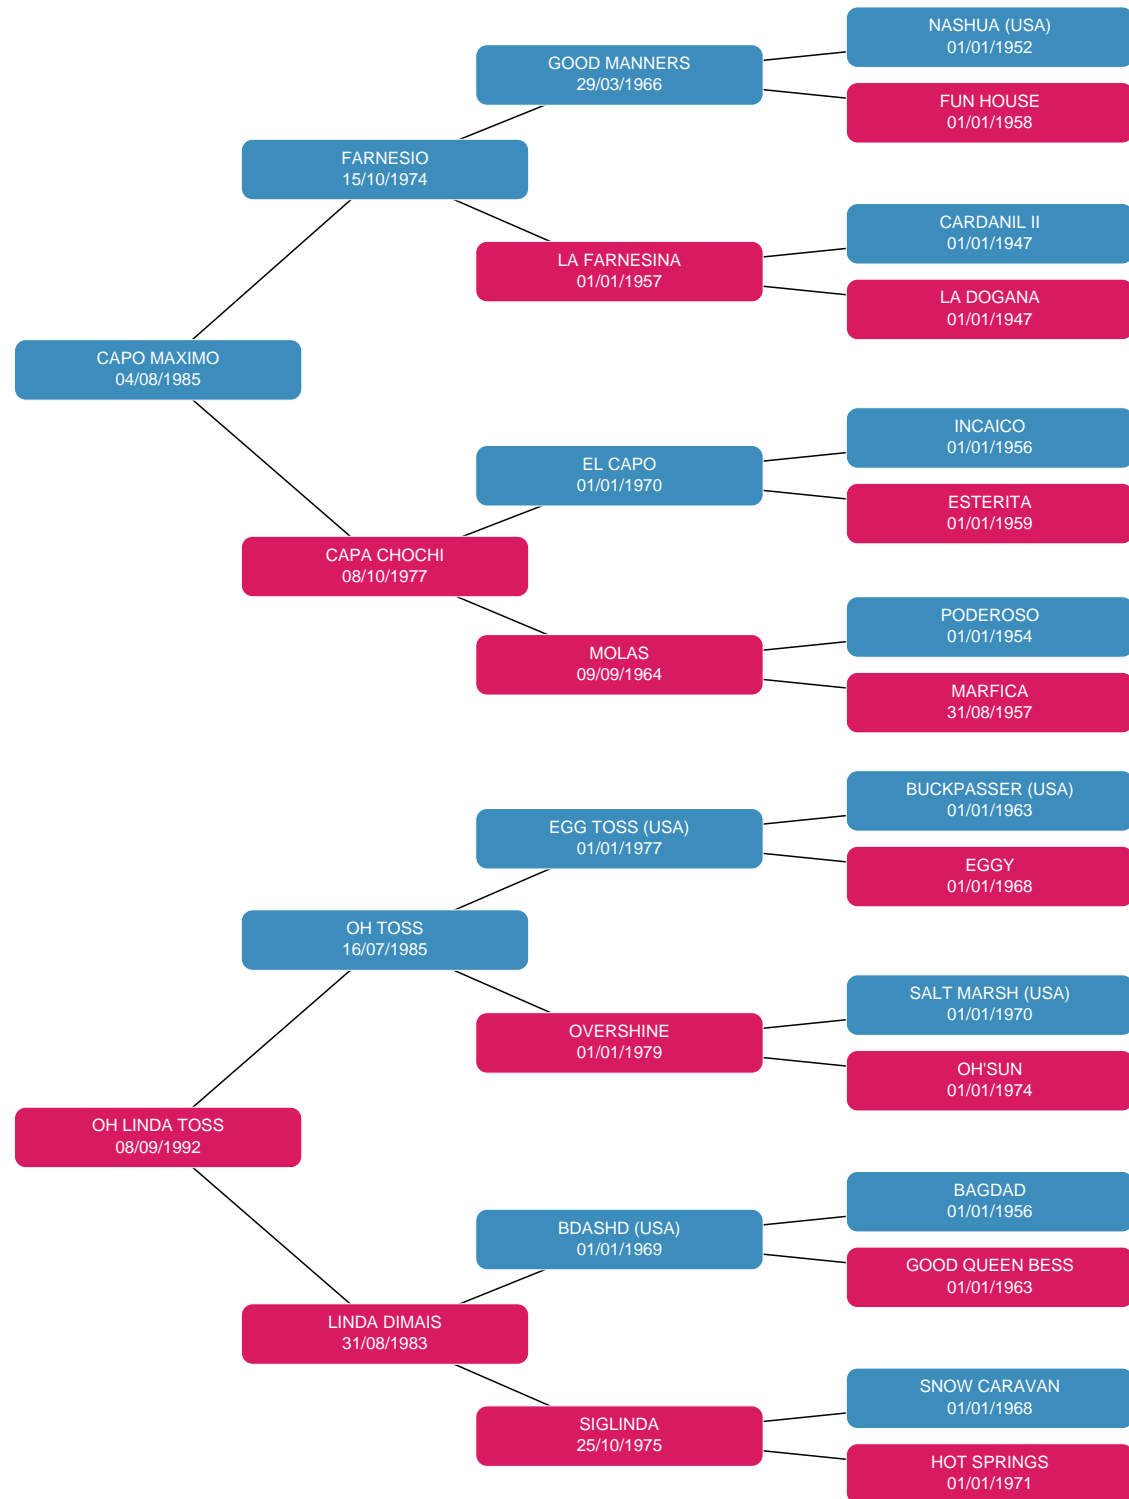 NASHUA (USA)
01/01/1952
GOOD MANNERS
29/03/1966
FUN HOUSE
01/01/1958
FARNESIO
15/10/1974
CARDANIL II
01/01/1947
LA FARNESINA
01/01/1957
LA DOGANA
01/01/1947
CAPO MAXIMO
04/08/1985
INCAICO
01/01/1956
EL CAPO
01/01/1970
ESTERITA
01/01/1959
CAPA CHOCHI
08/10/1977
PODEROSO
01/01/1954
MOLAS
09/09/1964
MARFICA
31/08/1957
BUCKPASSER (USA)
01/01/1963
EGG TOSS (USA)
01/01/1977
EGGY
01/01/1968
OH TOSS
16/07/1985
SALT MARSH (USA)
01/01/1970
OVERSHINE
01/01/1979
OH'SUN
01/01/1974
OH LINDA TOSS
08/09/1992
BAGDAD
01/01/1956
BDASHD (USA)
01/01/1969
GOOD QUEEN BESS
01/01/1963
LINDA DIMAIS
31/08/1983
SNOW CARAVAN
01/01/1968
SIGLINDA
25/10/1975
HOT SPRINGS
01/01/1971